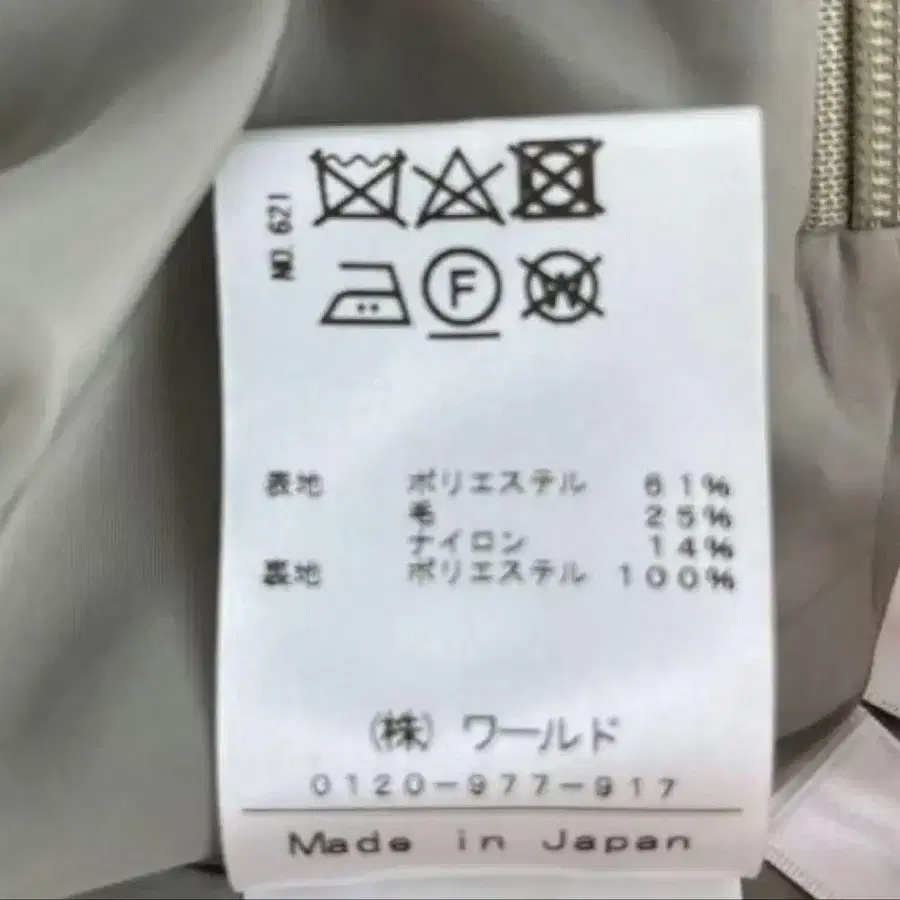 NO. 621
F
W
表地 ポリエステル 61%
毛 25%
ナイロン 14%
裏地 ポリエステル 100%
(株) ワールド
0120-977-917
Made in Japan